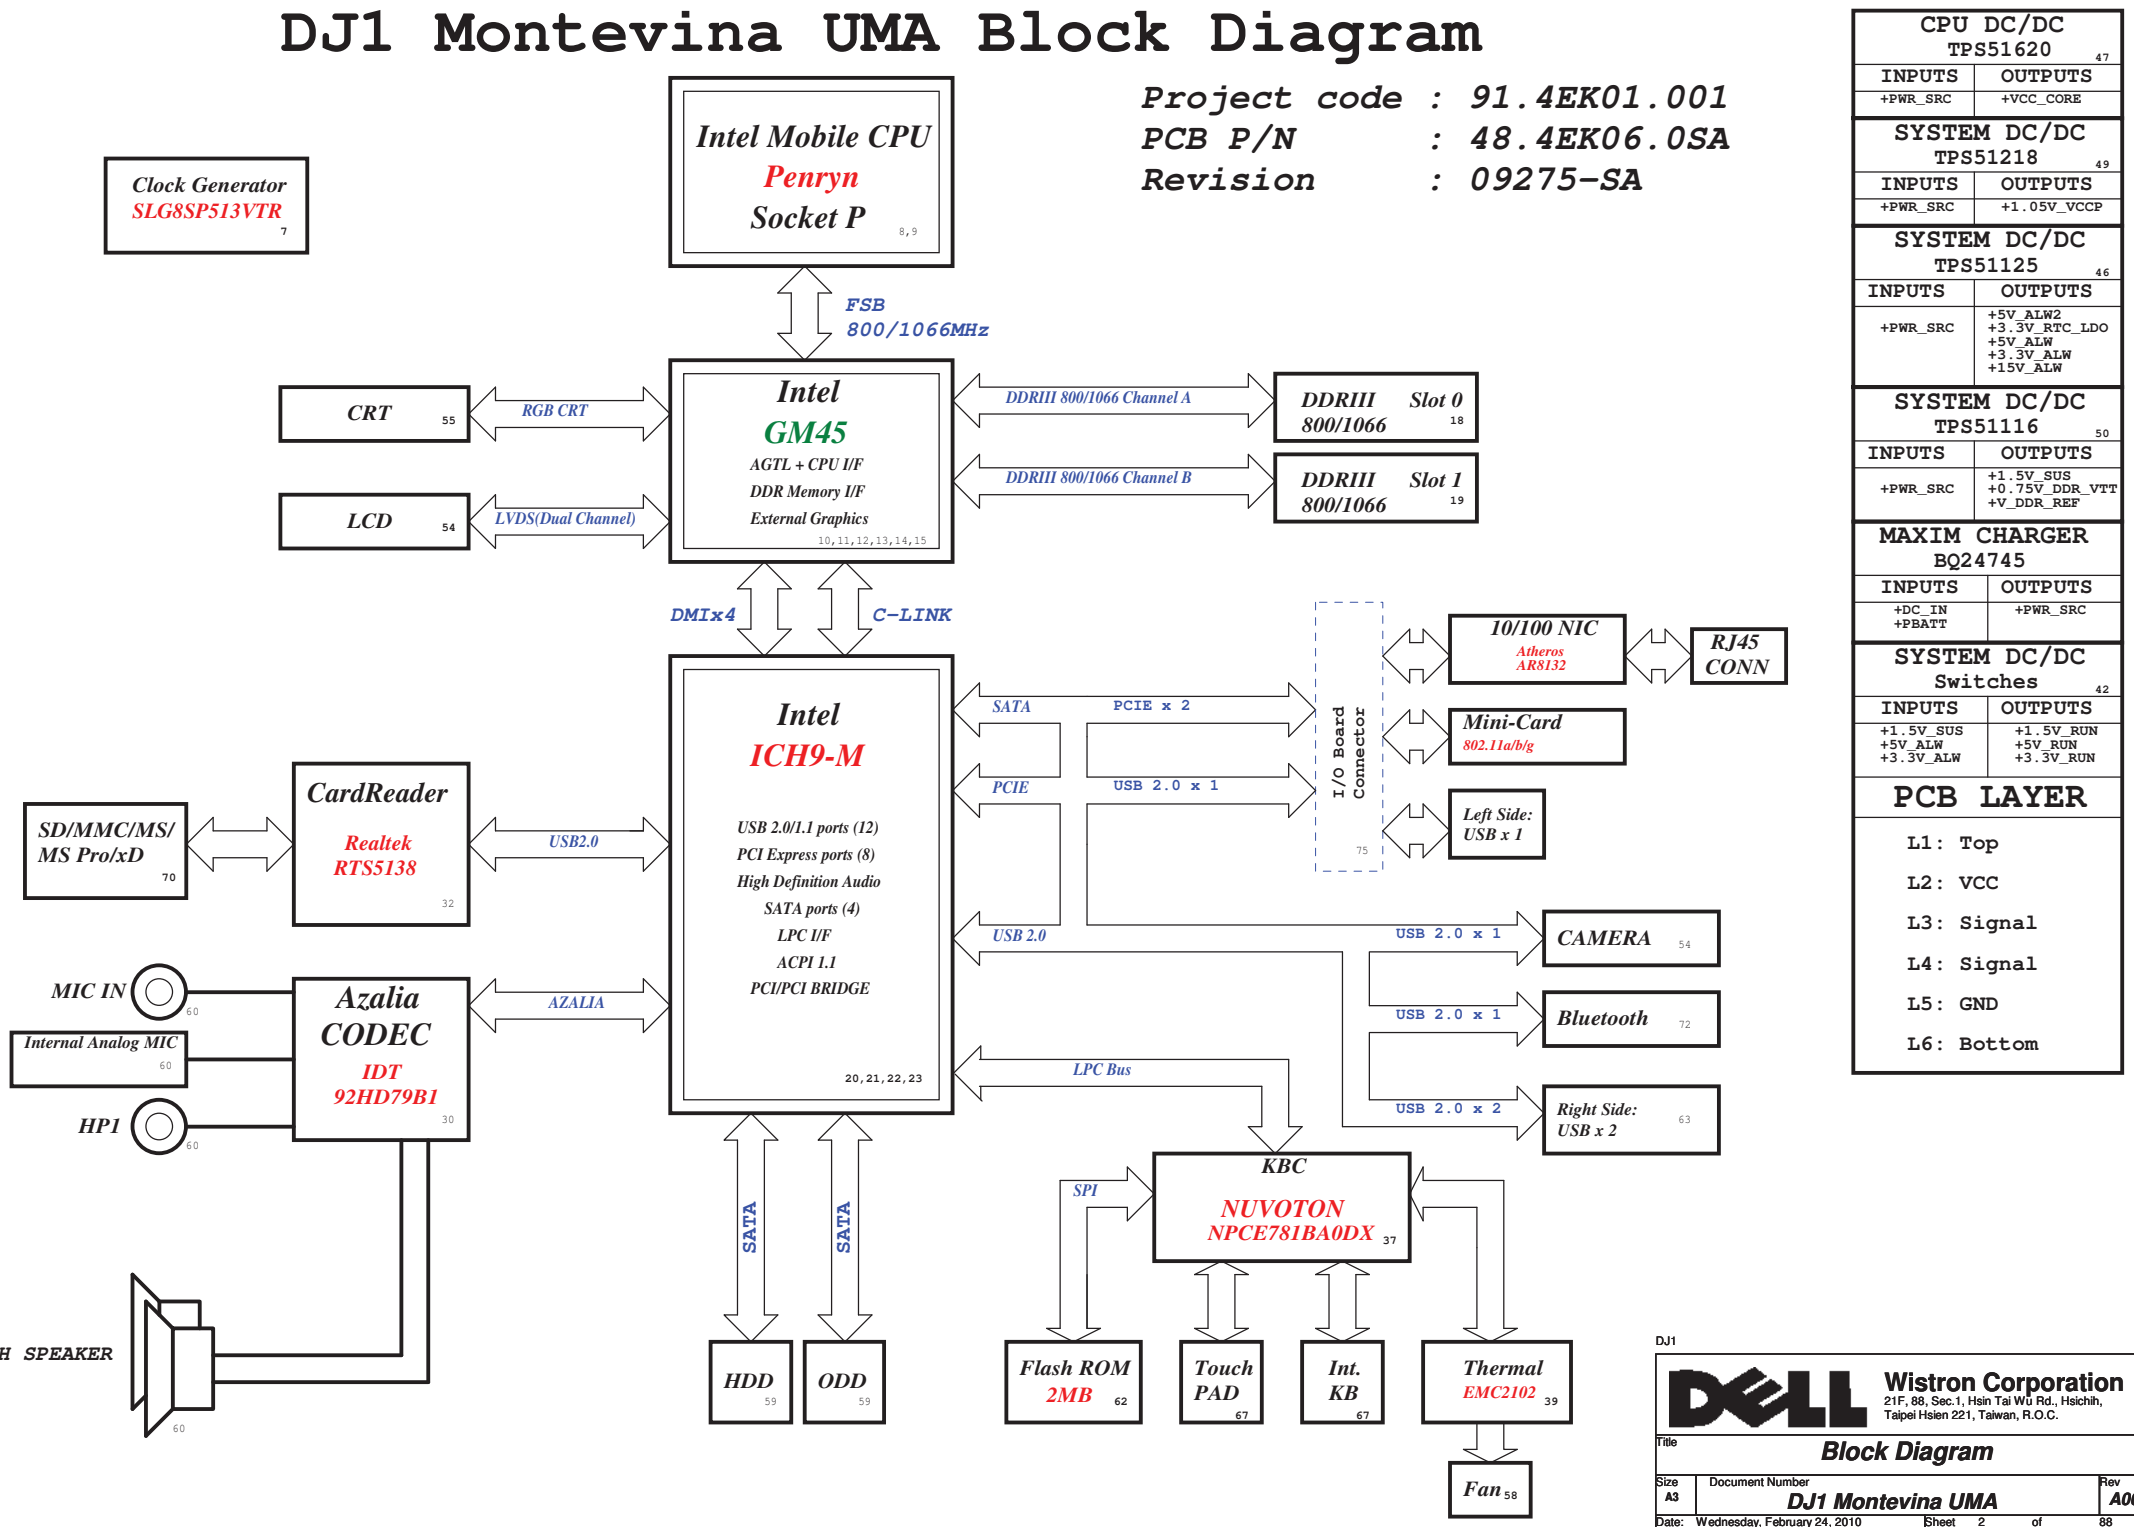 DJ1 Montevina UMA Block Diagram
Project code : 91.4EK01.001
PCB P/N : 48.4EK06.0SA
Revision : 09275-SA
Clock Generator
SLG8SP513VTR
7
Intel Mobile CPU
Penryn
Socket P
8,9
FSB
800/1066MHz
CRT
55
RGB CRT
LCD
54
LVDS(Dual Channel)
Intel
GM45
AGTL + CPU I/F
DDR Memory I/F
External Graphics
10,11,12,13,14,15
DDRIII 800/1066 Channel A
DDRIII Slot 0
800/1066
18
DDRIII 800/1066 Channel B
DDRIII Slot 1
800/1066
19
DMIx4
C-LINK
Intel
ICH9-M
USB 2.0/1.1 ports (12)
PCI Express ports (8)
High Definition Audio
SATA ports (4)
LPC I/F
ACPI 1.1
PCI/PCI BRIDGE
20,21,22,23
SD/MMC/MS/
MS Pro/xD
70
CardReader
Realtek
RTS5138
32
USB2.0
MIC IN
60
Internal Analog MIC
60
HP1
60
Azalia
CODEC
IDT
92HD79B1
30
AZALIA
H SPEAKER
60
SATA
SATA
HDD
59
ODD
59
SATA
PCIE x 2
PCIE
USB 2.0 x 1
USB 2.0
I/O Board
Connector
75
10/100 NIC
Atheros
AR8132
RJ45
CONN
Mini-Card
802.11a/b/g
Left Side:
USB x 1
USB 2.0 x 1
CAMERA
54
USB 2.0 x 1
Bluetooth
72
USB 2.0 x 2
Right Side:
USB x 2
63
LPC Bus
KBC
NUVOTON
NPCE781BA0DX
37
SPI
Flash ROM
2MB
62
Touch
PAD
67
Int.
KB
67
Thermal
EMC2102
39
Fan
58
CPU DC/DC
TPS51620
47
INPUTS OUTPUTS
+PWR_SRC +VCC_CORE
SYSTEM DC/DC
TPS51218
49
INPUTS OUTPUTS
+PWR_SRC +1.05V_VCCP
SYSTEM DC/DC
TPS51125
46
INPUTS OUTPUTS
+PWR_SRC
+5V_ALW2
+3.3V_RTC_LDO
+5V_ALW
+3.3V_ALW
+15V_ALW
SYSTEM DC/DC
TPS51116
50
INPUTS OUTPUTS
+PWR_SRC
+1.5V_SUS
+0.75V_DDR_VTT
+V_DDR_REF
MAXIM CHARGER
BQ24745
INPUTS OUTPUTS
+DC_IN +PWR_SRC
+PBATT
SYSTEM DC/DC
Switches
42
INPUTS OUTPUTS
+1.5V_SUS +1.5V_RUN
+5V_ALW +5V_RUN
+3.3V_ALW +3.3V_RUN
PCB LAYER
L1: Top
L2: VCC
L3: Signal
L4: Signal
L5: GND
L6: Bottom
DJ1
DELL
Wistron Corporation
21F, 88, Sec.1, Hsin Tai Wu Rd., Hsichih,
Taipei Hsien 221, Taiwan, R.O.C.
Title
Block Diagram
Size Document Number Rev
A3 DJ1 Montevina UMA A00
Date: Wednesday, February 24, 2010 Sheet 2 of 88